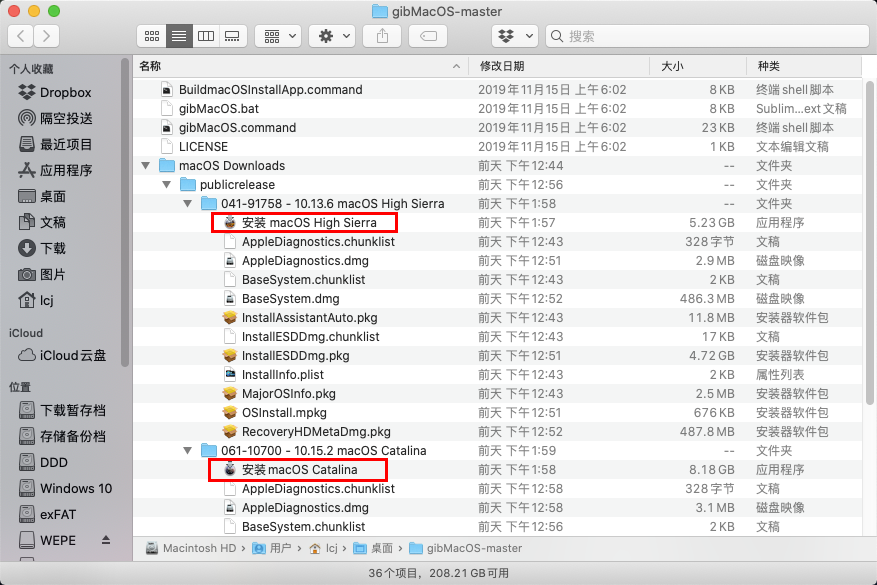 gibMacOS-master
搜索
个人收藏
Dropbox
隔空投送
最近项目
应用程序
桌面
文稿
下载
图片
lcj
iCloud
iCloud云盘
位置
下载暂存档
存储备份档
DDD
Windows 10
exFAT
WEPE
名称 修改日期 大小 种类
BuildmacOSInstallApp.command 2019年11月15日 上午6:02 8 KB 终端 shell 脚本
gibMacOS.bat 2019年11月15日 上午6:02 8 KB Sublim...ext 文稿
gibMacOS.command 2019年11月15日 上午6:02 23 KB 终端 shell 脚本
LICENSE 2019年11月15日 上午6:02 1 KB 文本编辑文稿
macOS Downloads 前天 下午12:44 -- 文件夹
publicrelease 前天 下午12:56 -- 文件夹
041-91758 - 10.13.6 macOS High Sierra 前天 下午1:58 -- 文件夹
安装 macOS High Sierra 前天 下午1:57 5.23 GB 应用程序
AppleDiagnostics.chunklist 前天 下午12:43 328 字节 文稿
AppleDiagnostics.dmg 前天 下午12:51 2.9 MB 磁盘映像
BaseSystem.chunklist 前天 下午12:43 2 KB 文稿
BaseSystem.dmg 前天 下午12:52 486.3 MB 磁盘映像
InstallAssistantAuto.pkg 前天 下午12:43 11.8 MB 安装器软件包
InstallESDDmg.chunklist 前天 下午12:43 17 KB 文稿
InstallESDDmg.pkg 前天 下午12:51 4.72 GB 安装器软件包
InstallInfo.plist 前天 下午12:43 2 KB 属性列表
MajorOSInfo.pkg 前天 下午12:43 2.5 MB 安装器软件包
OSInstall.mpkg 前天 下午12:51 676 KB 安装器软件包
RecoveryHDMetaDmg.pkg 前天 下午12:52 487.8 MB 安装器软件包
061-10700 - 10.15.2 macOS Catalina 前天 下午1:59 -- 文件夹
安装 macOS Catalina 前天 下午1:58 8.18 GB 应用程序
AppleDiagnostics.chunklist 前天 下午12:58 328 字节 文稿
AppleDiagnostics.dmg 前天 下午12:58 3.1 MB 磁盘映像
BaseSystem.chunklist 前天 下午12:56 2 KB 文稿
Macintosh HD › 用户 › lcj › 桌面 › gibMacOS-master
36 个项目，208.21 GB 可用